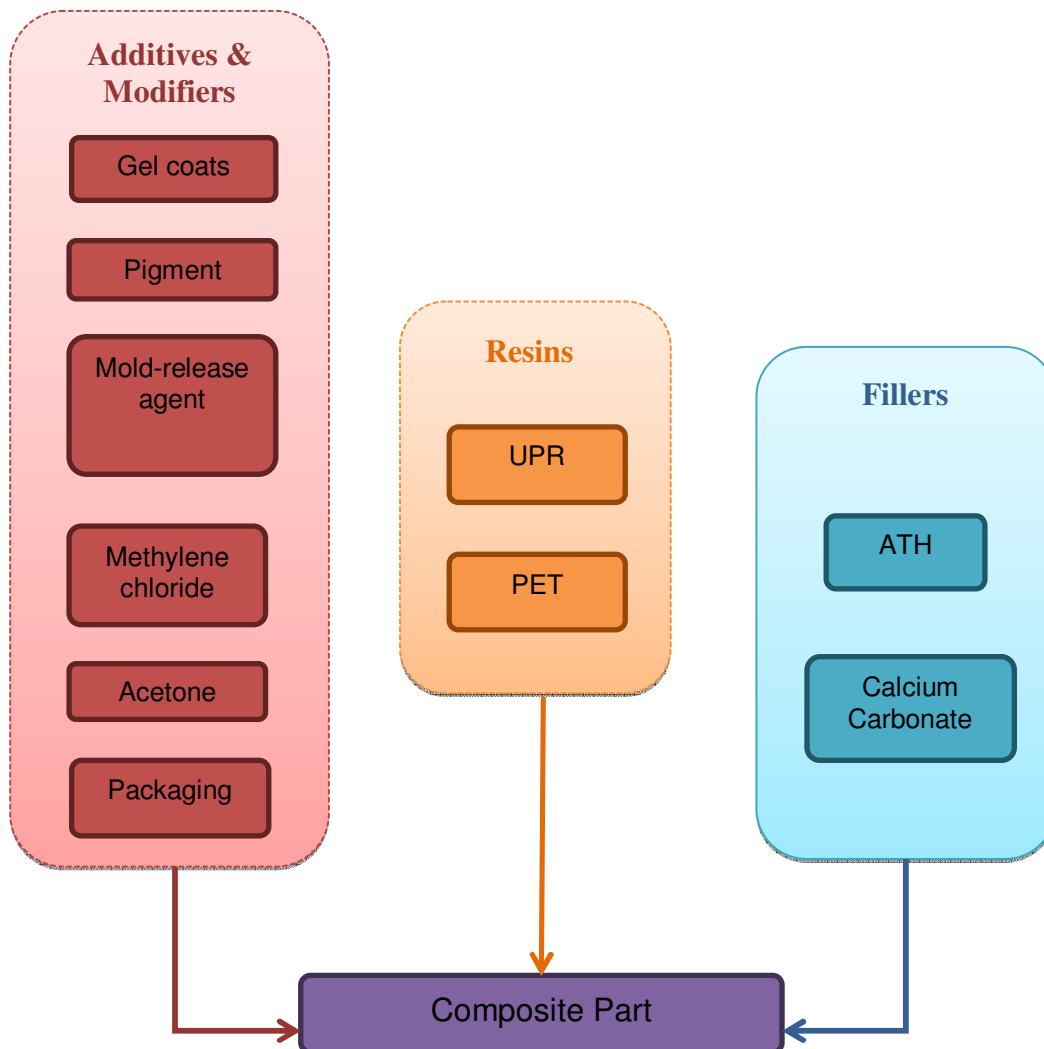 Additives &
Modifiers
Gel coats
Pigment
Mold-release
agent
Methylene
chloride
Acetone
Packaging
Resins
UPR
PET
Fillers
ATH
Calcium
Carbonate
Composite Part